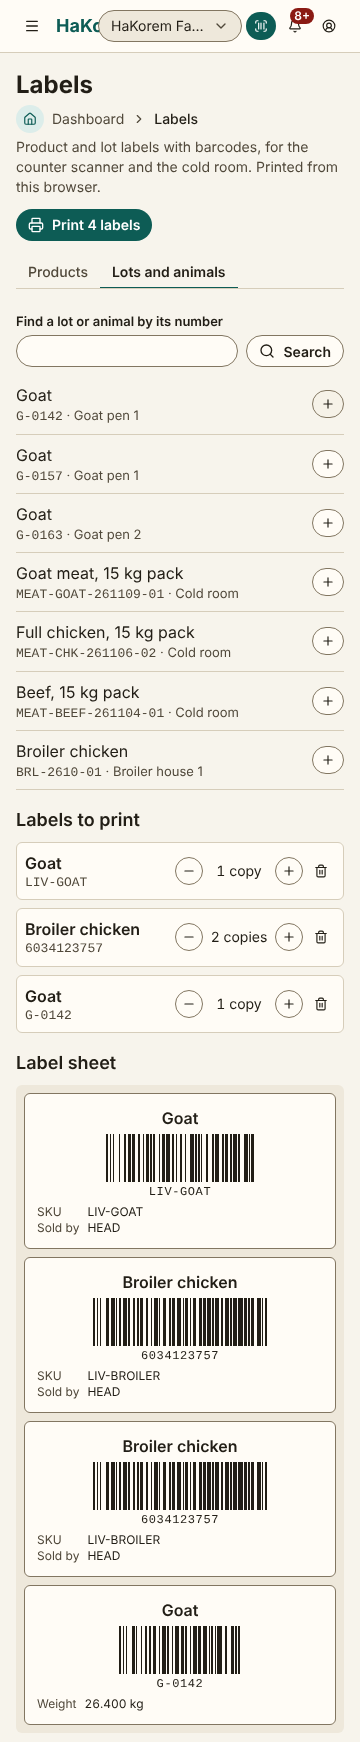 HaKo
HaKorem Fa...
8+
Labels
Dashboard > Labels
Product and lot labels with barcodes, for the
counter scanner and the cold room. Printed from
this browser.
Print 4 labels
Products
Lots and animals
Find a lot or animal by its number
Search
Goat
G-0142 · Goat pen 1
Goat
G-0157 · Goat pen 1
Goat
G-0163 · Goat pen 2
Goat meat, 15 kg pack
MEAT-GOAT-261109-01 · Cold room
Full chicken, 15 kg pack
MEAT-CHK-261106-02 · Cold room
Beef, 15 kg pack
MEAT-BEEF-261104-01 · Cold room
Broiler chicken
BRL-2610-01 · Broiler house 1
Labels to print
Goat
LIV-GOAT
1 copy
Broiler chicken
6034123757
2 copies
Goat
G-0142
1 copy
Label sheet
Goat
LIV-GOAT
SKU LIV-GOAT
Sold by HEAD
Broiler chicken
6034123757
SKU LIV-BROILER
Sold by HEAD
Broiler chicken
6034123757
SKU LIV-BROILER
Sold by HEAD
Goat
G-0142
Weight 26.400 kg